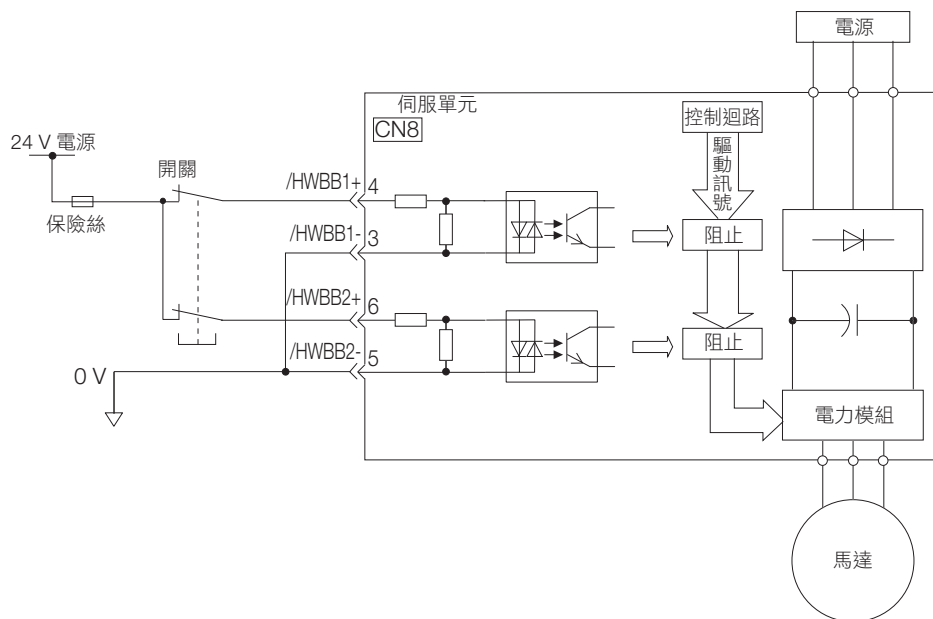 電源
伺服單元
CN8
控制迴路
24 V 電源
開關
驅動訊號
/HWBB1+
4
保險絲
/HWBB1-
3
阻止
/HWBB2+
6
/HWBB2-
5
阻止
0 V
電力模組
馬達